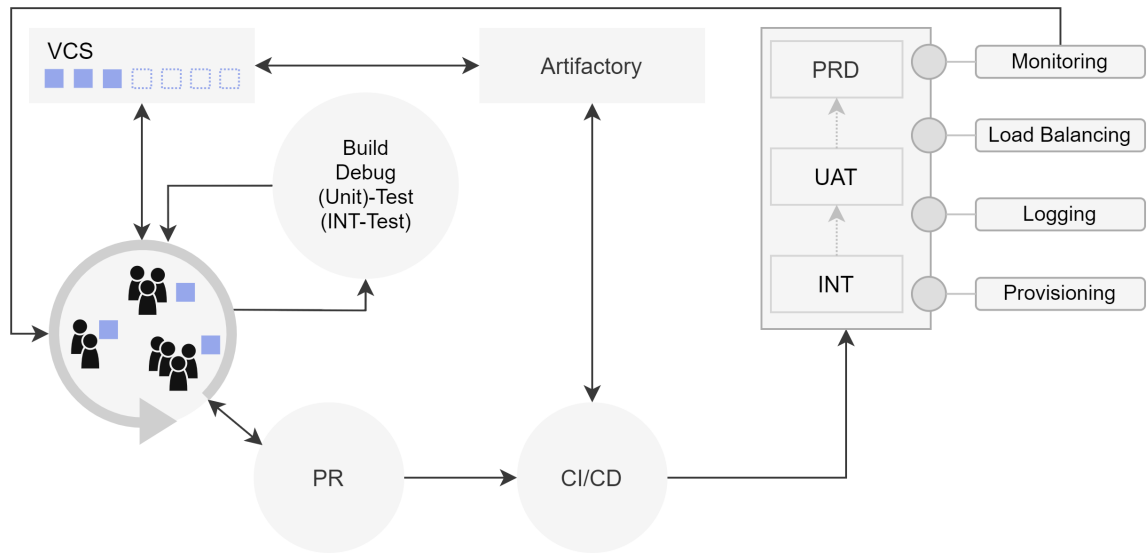 VCS
Artifactory
Build
Debug
(Unit)-Test
(INT-Test)
PR
CI/CD
PRD
UAT
INT
Monitoring
Load Balancing
Logging
Provisioning